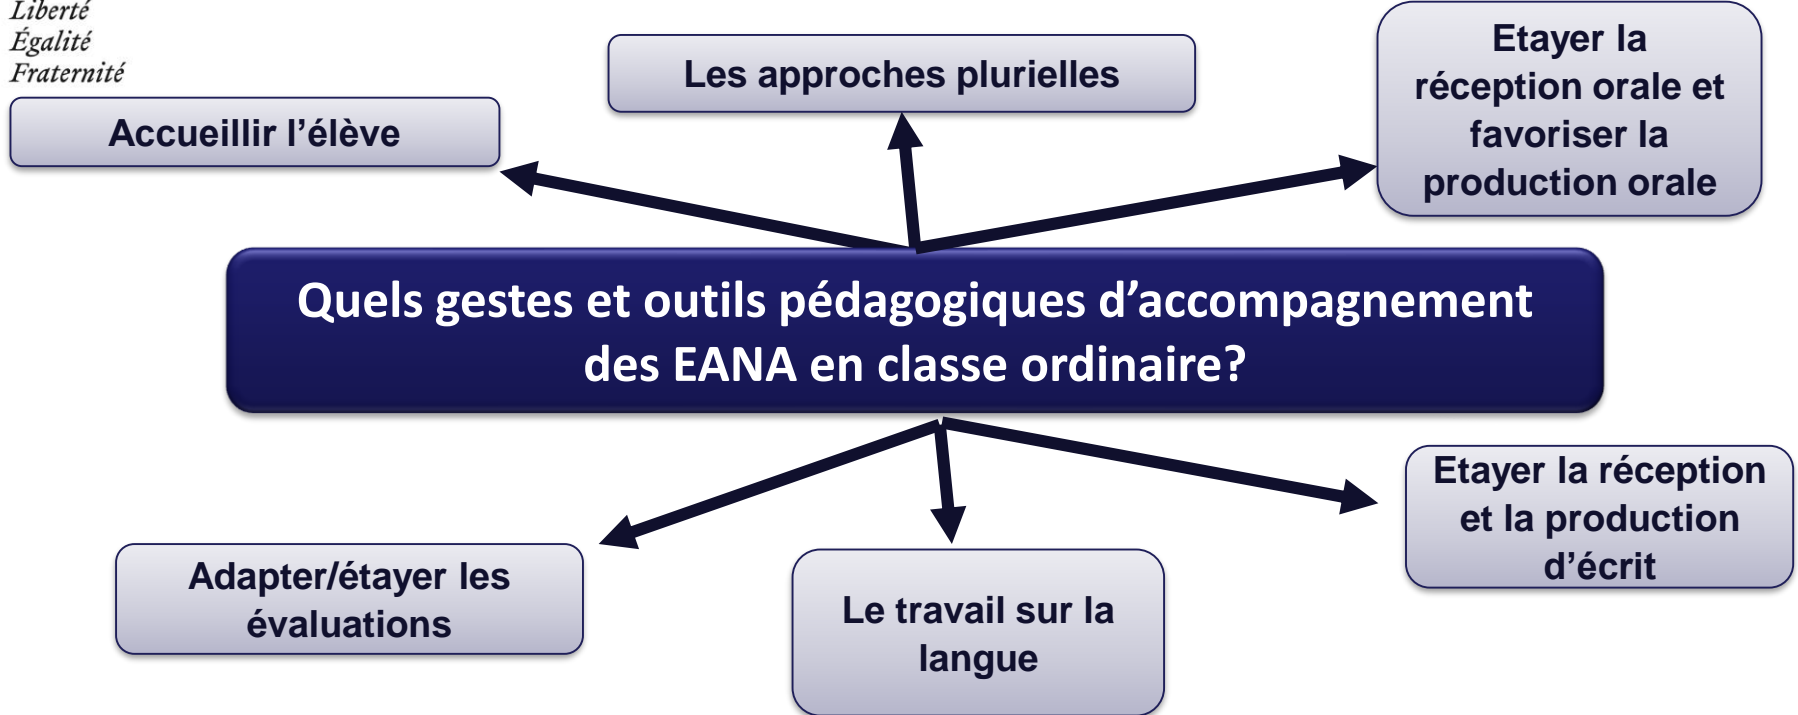 Liberté
Égalité
Fraternité
Accueillir l’élève
Les approches plurielles
Etayer la
réception orale et
favoriser la
production orale
Quels gestes et outils pédagogiques d’accompagnement
des EANA en classe ordinaire?
Adapter/étayer les
évaluations
Le travail sur la
langue
Etayer la réception
et la production
d’écrit